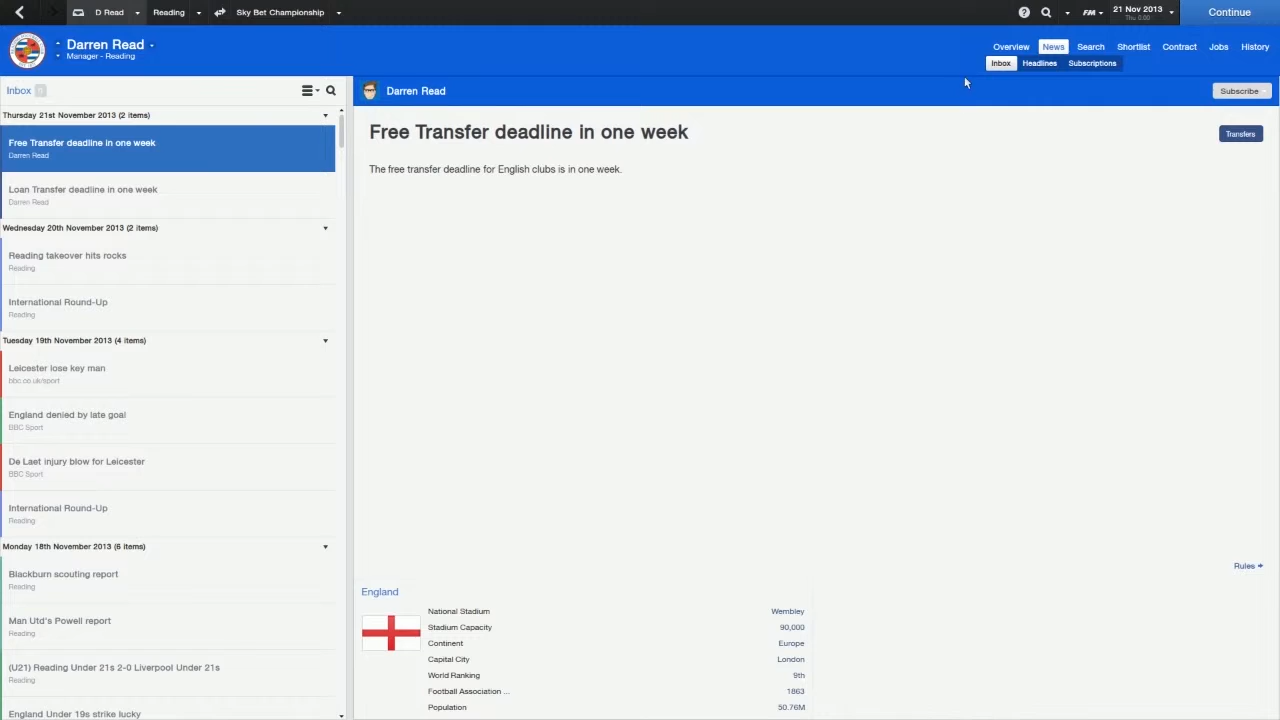 D Read
Reading
Sky Bet Championship
FM
21 Nov 2013
Thu 0:00
Continue
Darren Read
Manager - Reading
Overview
News
Search
Shortlist
Contract
Jobs
History
Inbox
Headlines
Subscriptions
Inbox
Darren Read
Subscribe
Thursday 21st November 2013 (2 items)
Free Transfer deadline in one week
Darren Read
Loan Transfer deadline in one week
Darren Read
Wednesday 20th November 2013 (2 items)
Reading takeover hits rocks
Reading
International Round-Up
Reading
Tuesday 19th November 2013 (4 items)
Leicester lose key man
bbc.co.uk/sport
England denied by late goal
BBC Sport
De Laet injury blow for Leicester
BBC Sport
International Round-Up
Reading
Monday 18th November 2013 (6 items)
Blackburn scouting report
Reading
Man Utd's Powell report
Reading
(U21) Reading Under 21s 2-0 Liverpool Under 21s
Reading
England Under 19s strike lucky
Free Transfer deadline in one week
Transfers
The free transfer deadline for English clubs is in one week.
Rules
England
National Stadium Wembley
Stadium Capacity 90,000
Continent Europe
Capital City London
World Ranking 9th
Football Association ... 1863
Population 50.76M